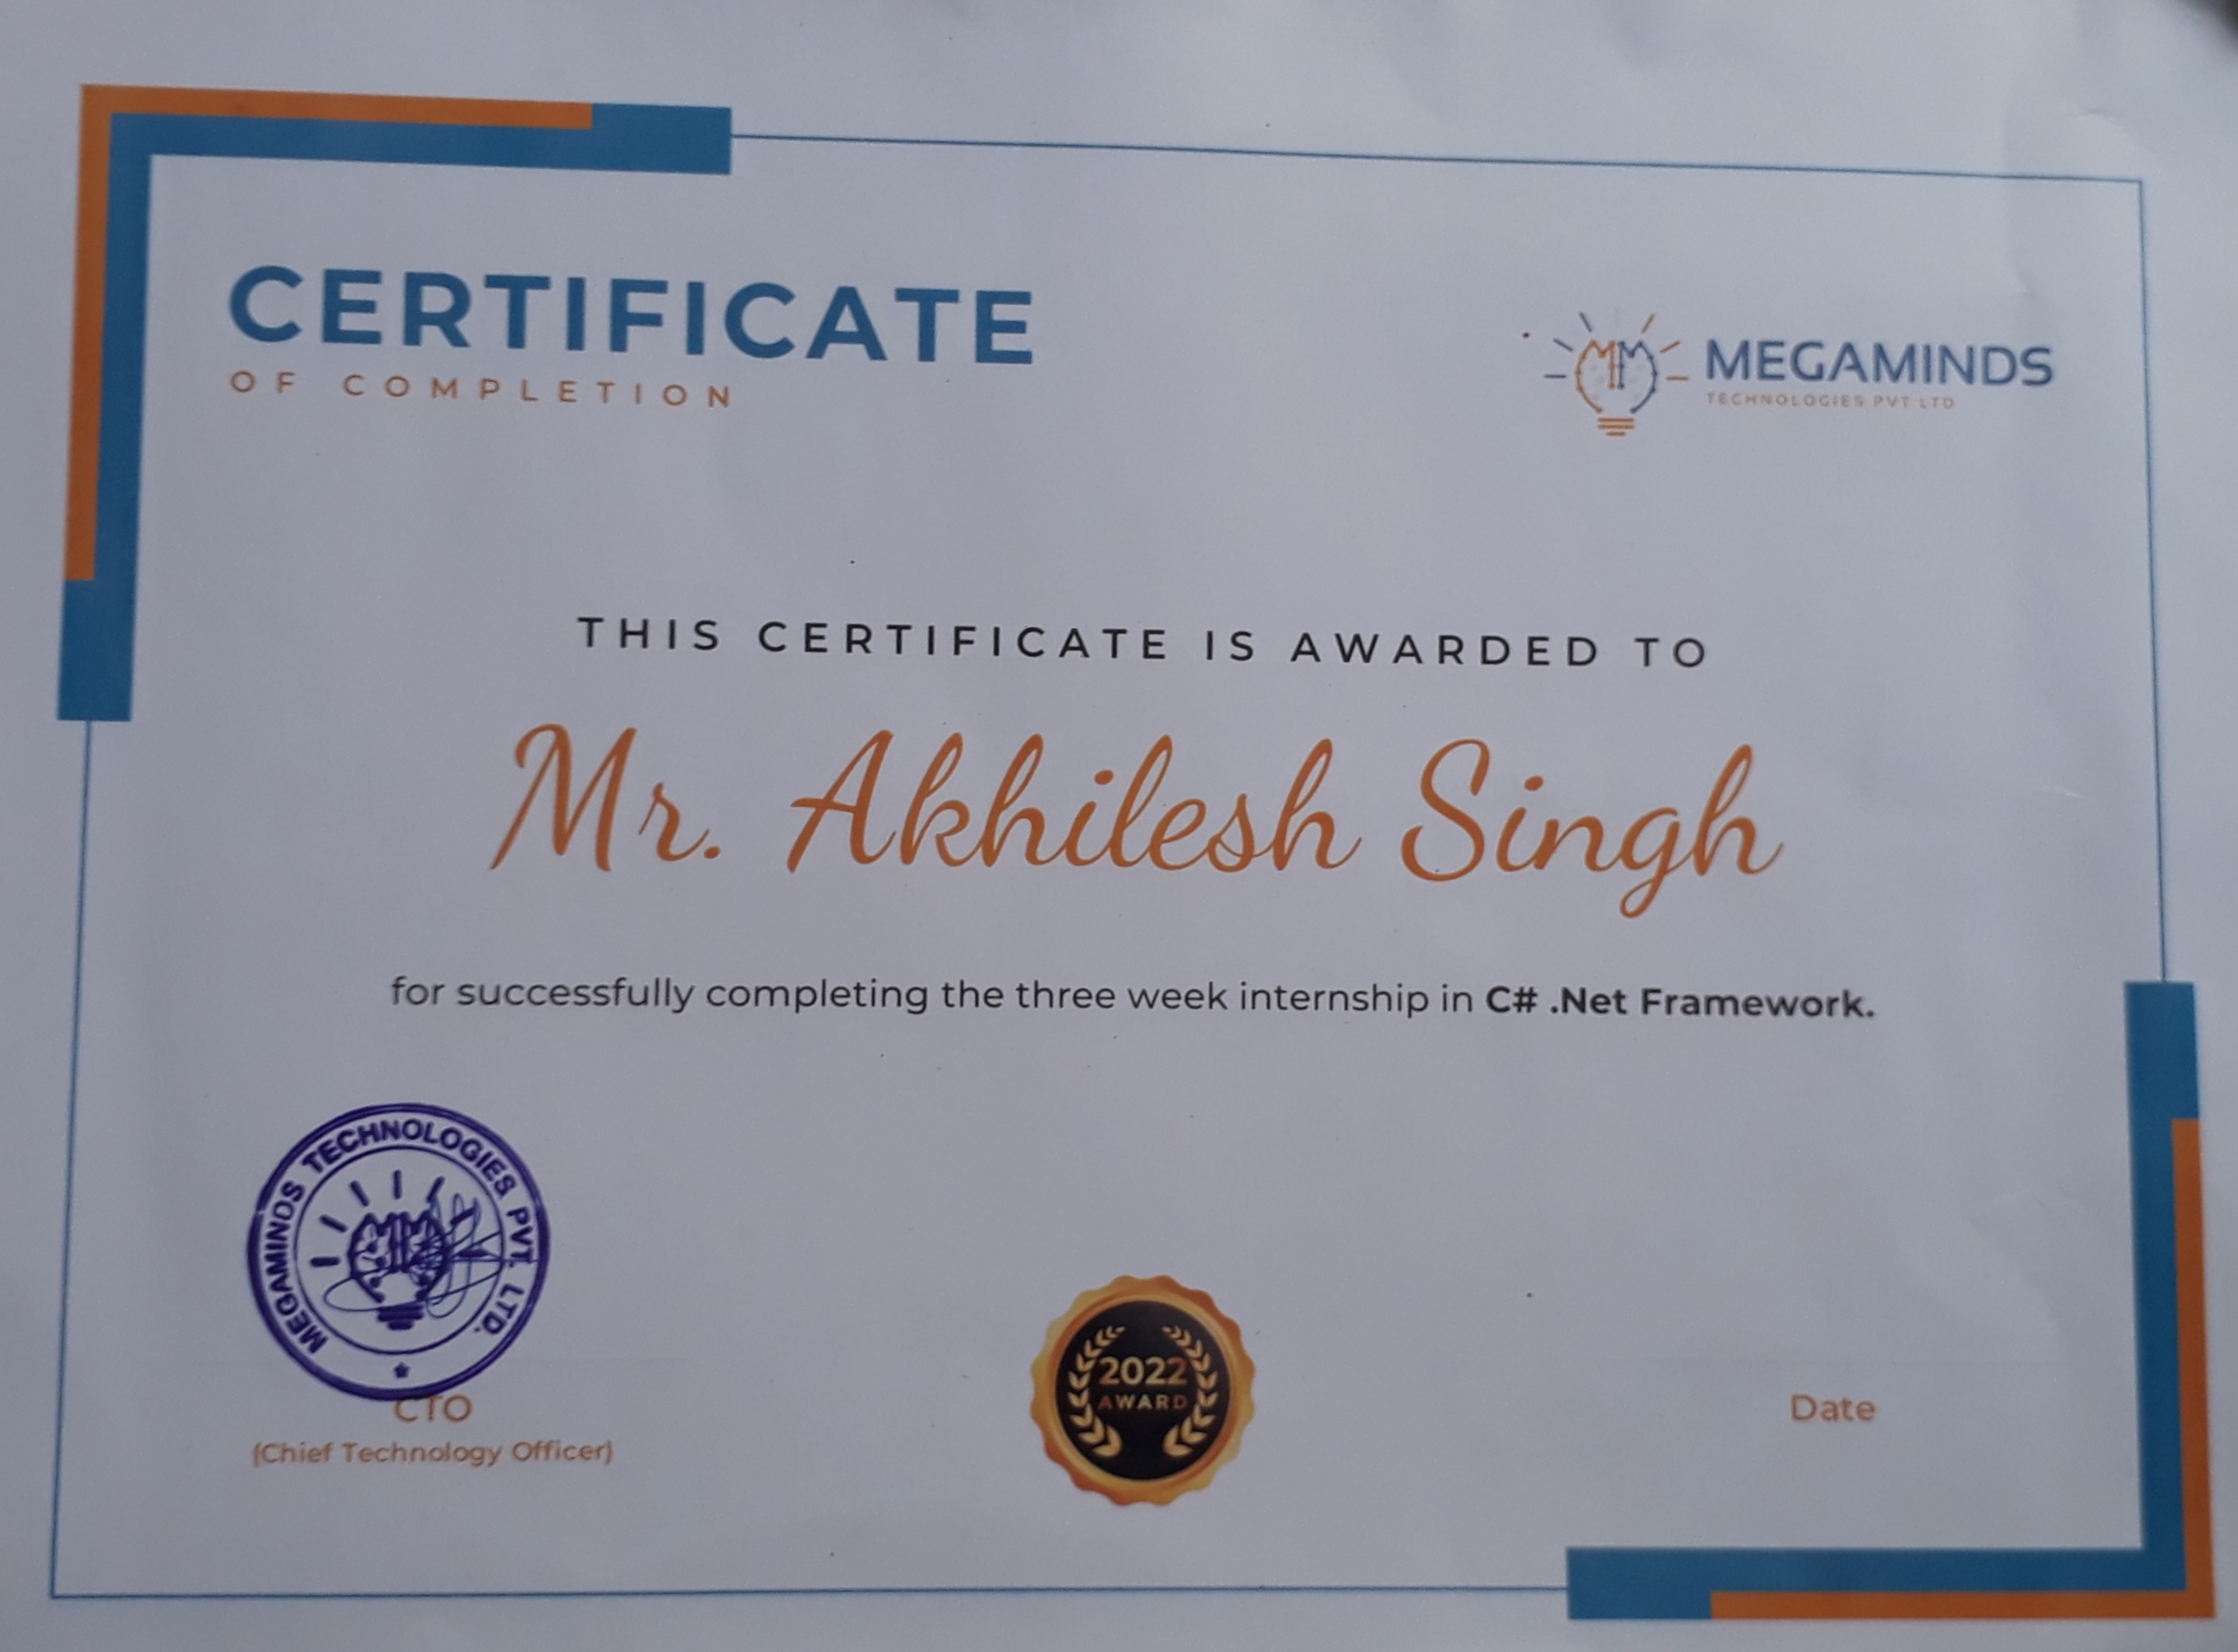 CERTIFICATE
OF COMPLETION
MEGAMINDS
TECHNOLOGIES PVT LTD
THIS CERTIFICATE IS AWARDED TO
Mr. Akhilesh Singh
for successfully completing the three week internship in C# .Net Framework.
MEGAMINDS TECHNOLOGIES PVT. LTD.
CTO
(Chief Technology Officer)
2022
AWARD
Date